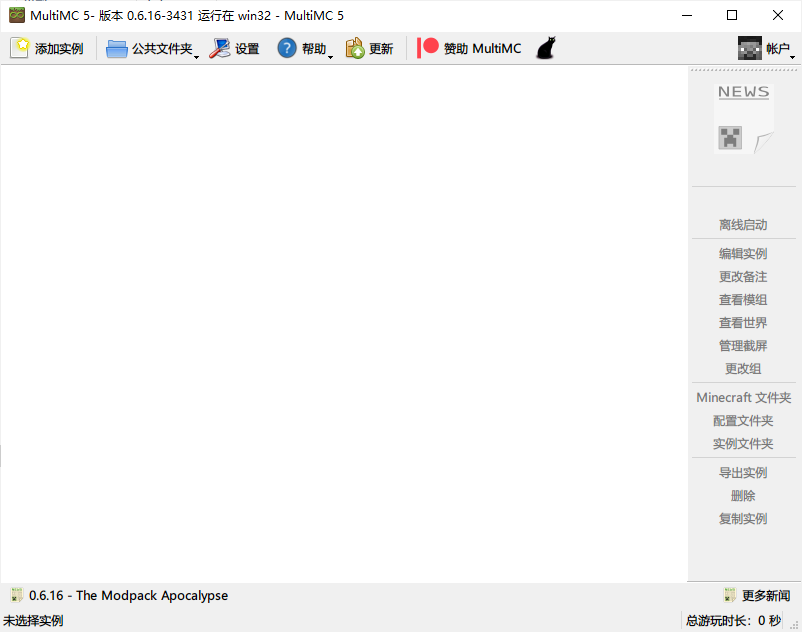 MultiMC 5- 版本 0.6.16-3431 运行在 win32 - MultiMC 5
添加实例 公共文件夹 设置 帮助 更新 赞助 MultiMC 帐户
NEWS
离线启动
编辑实例
更改备注
查看模组
查看世界
管理截屏
更改组
Minecraft 文件夹
配置文件夹
实例文件夹
导出实例
删除
复制实例
0.6.16 - The Modpack Apocalypse 更多新闻
未选择实例 总游玩时长：0 秒